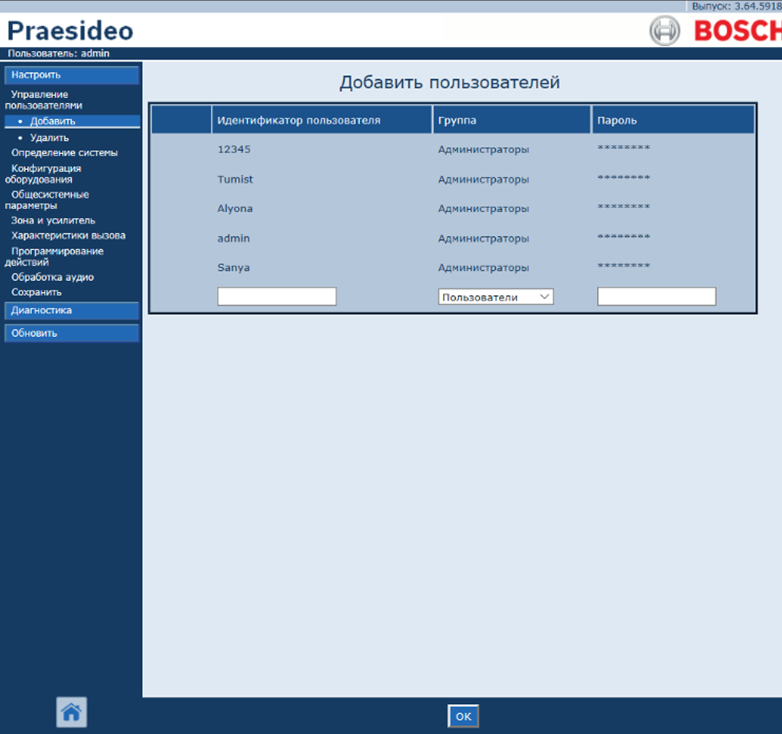 Выпуск: 3.64.5918
Praesideo
BOSCH
Пользователь: admin
Настроить
Управление
пользователями
• Добавить
• Удалить
Определение системы
Конфигурация
оборудования
Общесистемные
параметры
Зона и усилитель
Характеристики вызова
Программирование
действий
Обработка аудио
Сохранить
Диагностика
Обновить
Добавить пользователей
Идентификатор пользователя Группа Пароль
12345 Администраторы ********
Tumist Администраторы ********
Alyona Администраторы ********
admin Администраторы ********
Sanya Администраторы ********
Пользователи
OK